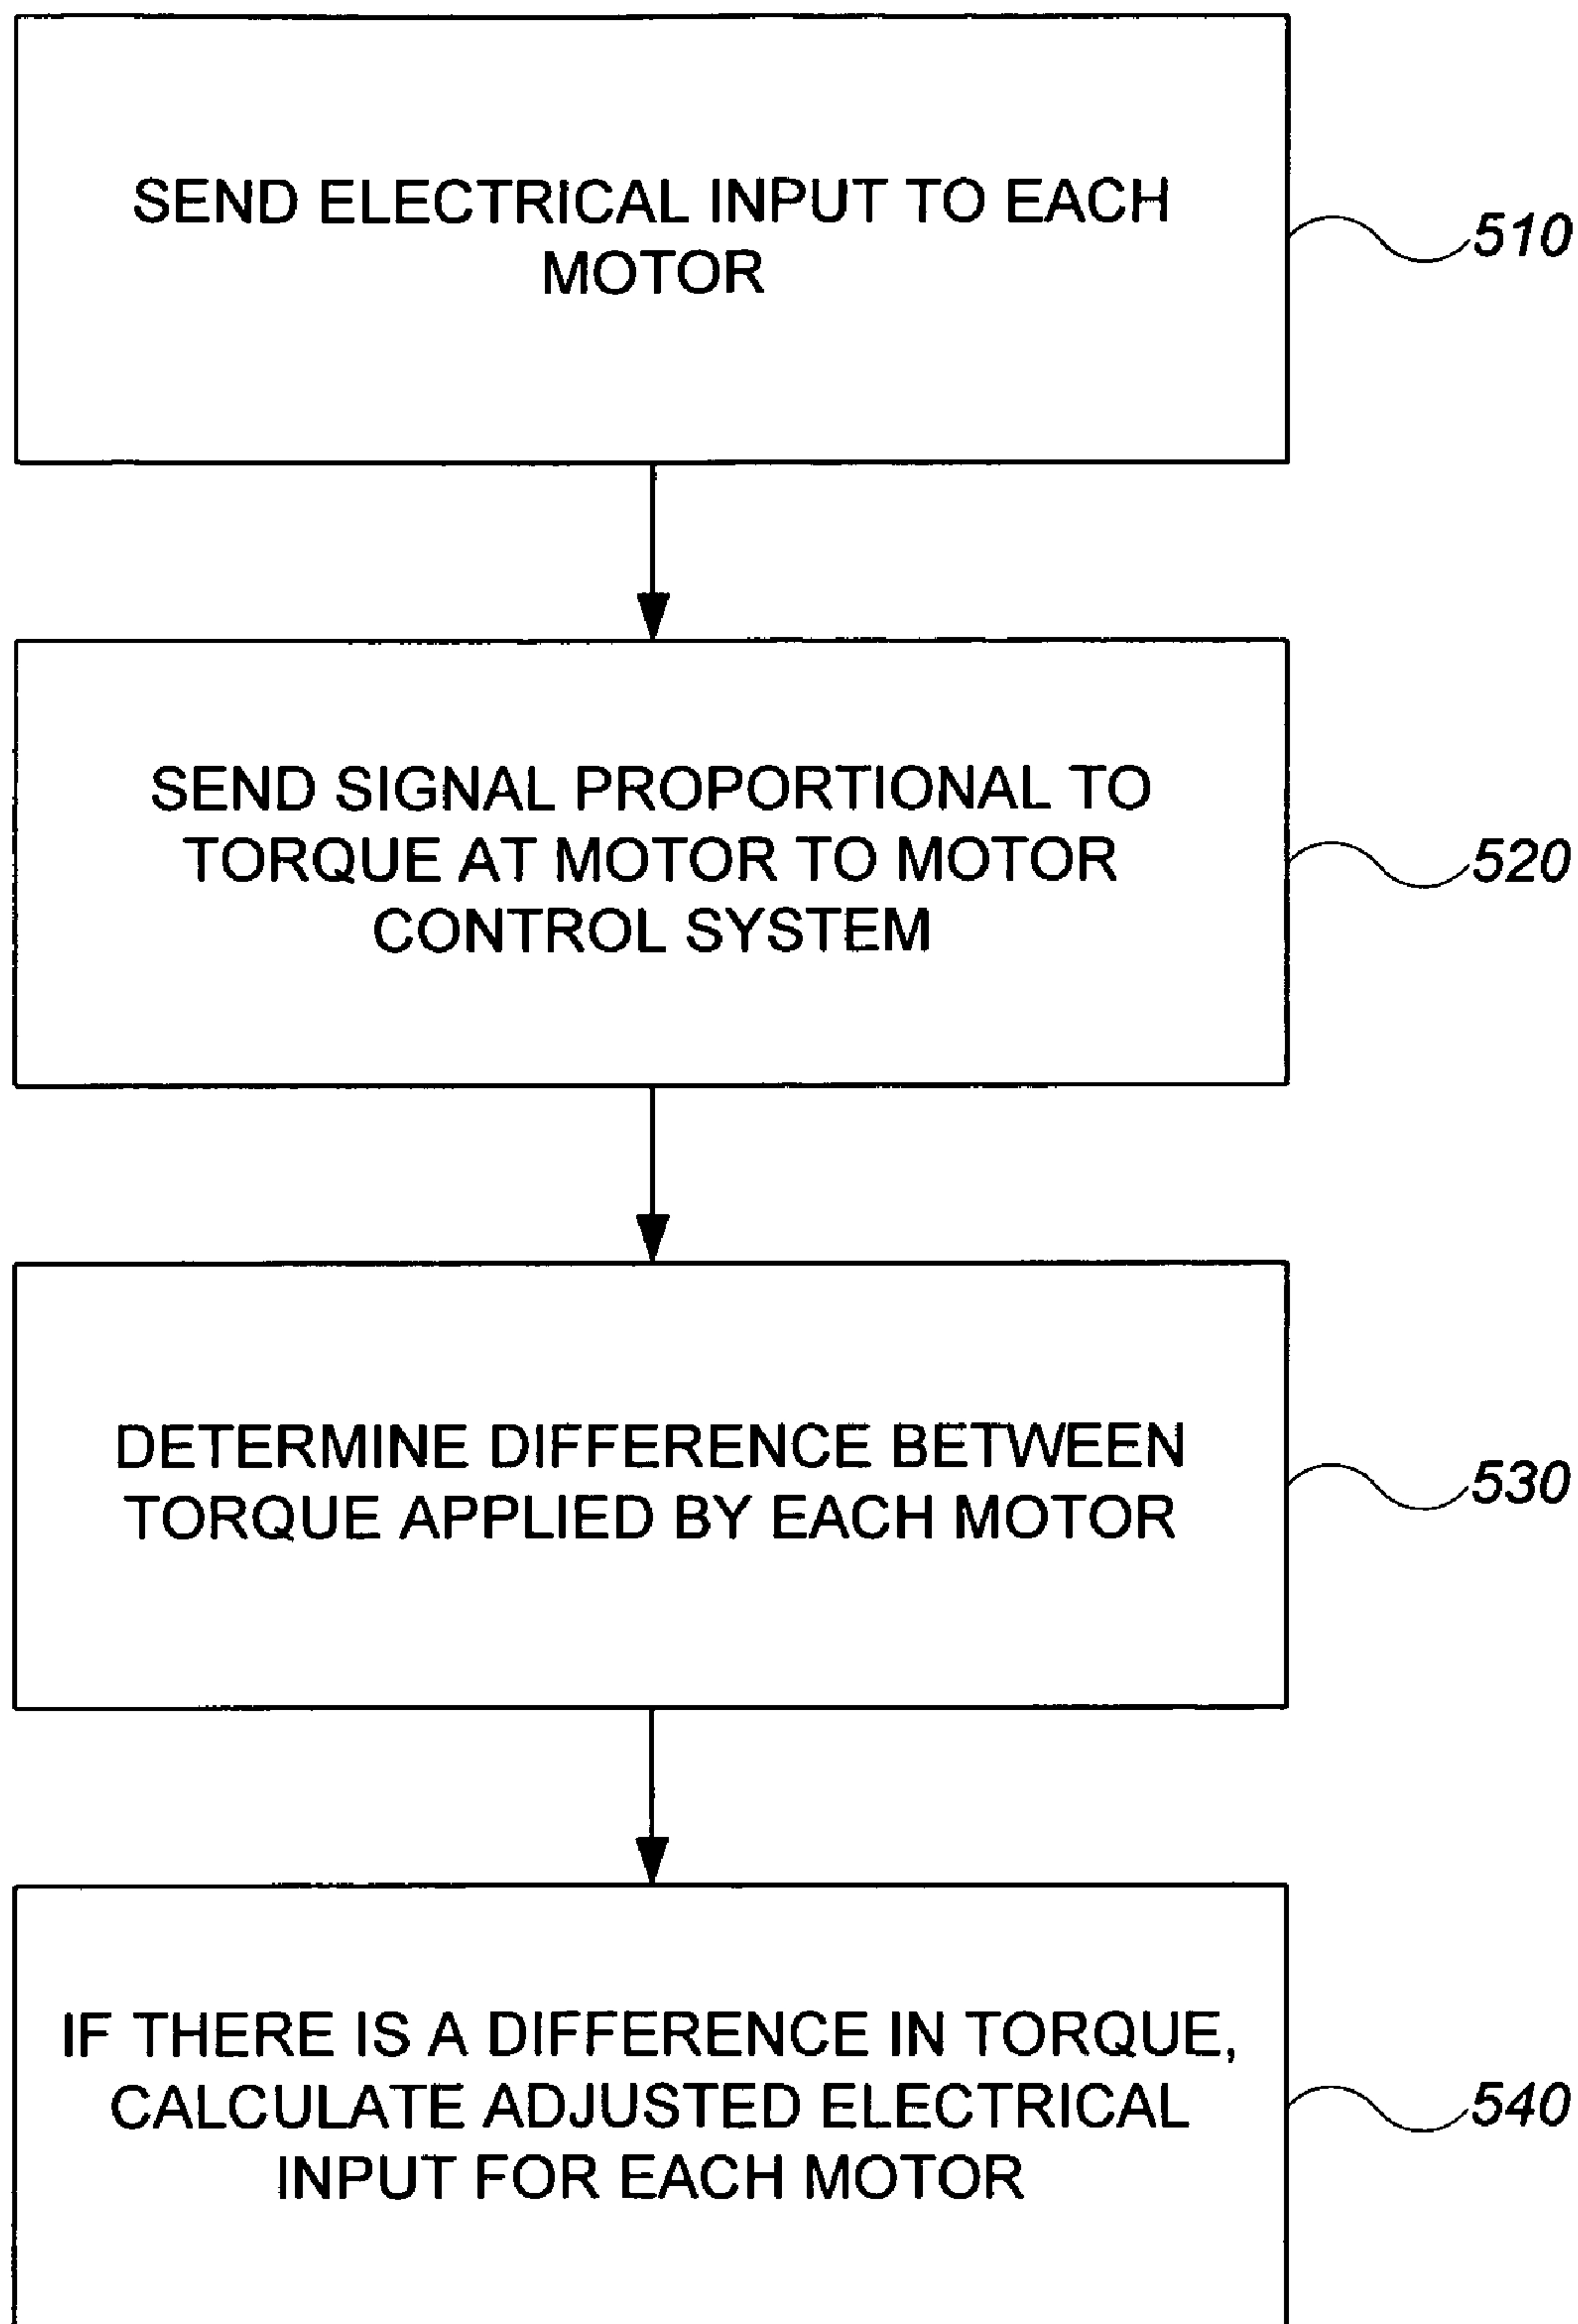 SEND ELECTRICAL INPUT TO EACH
MOTOR
510
SEND SIGNAL PROPORTIONAL TO
TORQUE AT MOTOR TO MOTOR
CONTROL SYSTEM
520
DETERMINE DIFFERENCE BETWEEN
TORQUE APPLIED BY EACH MOTOR
530
IF THERE IS A DIFFERENCE IN TORQUE,
CALCULATE ADJUSTED ELECTRICAL
INPUT FOR EACH MOTOR
540